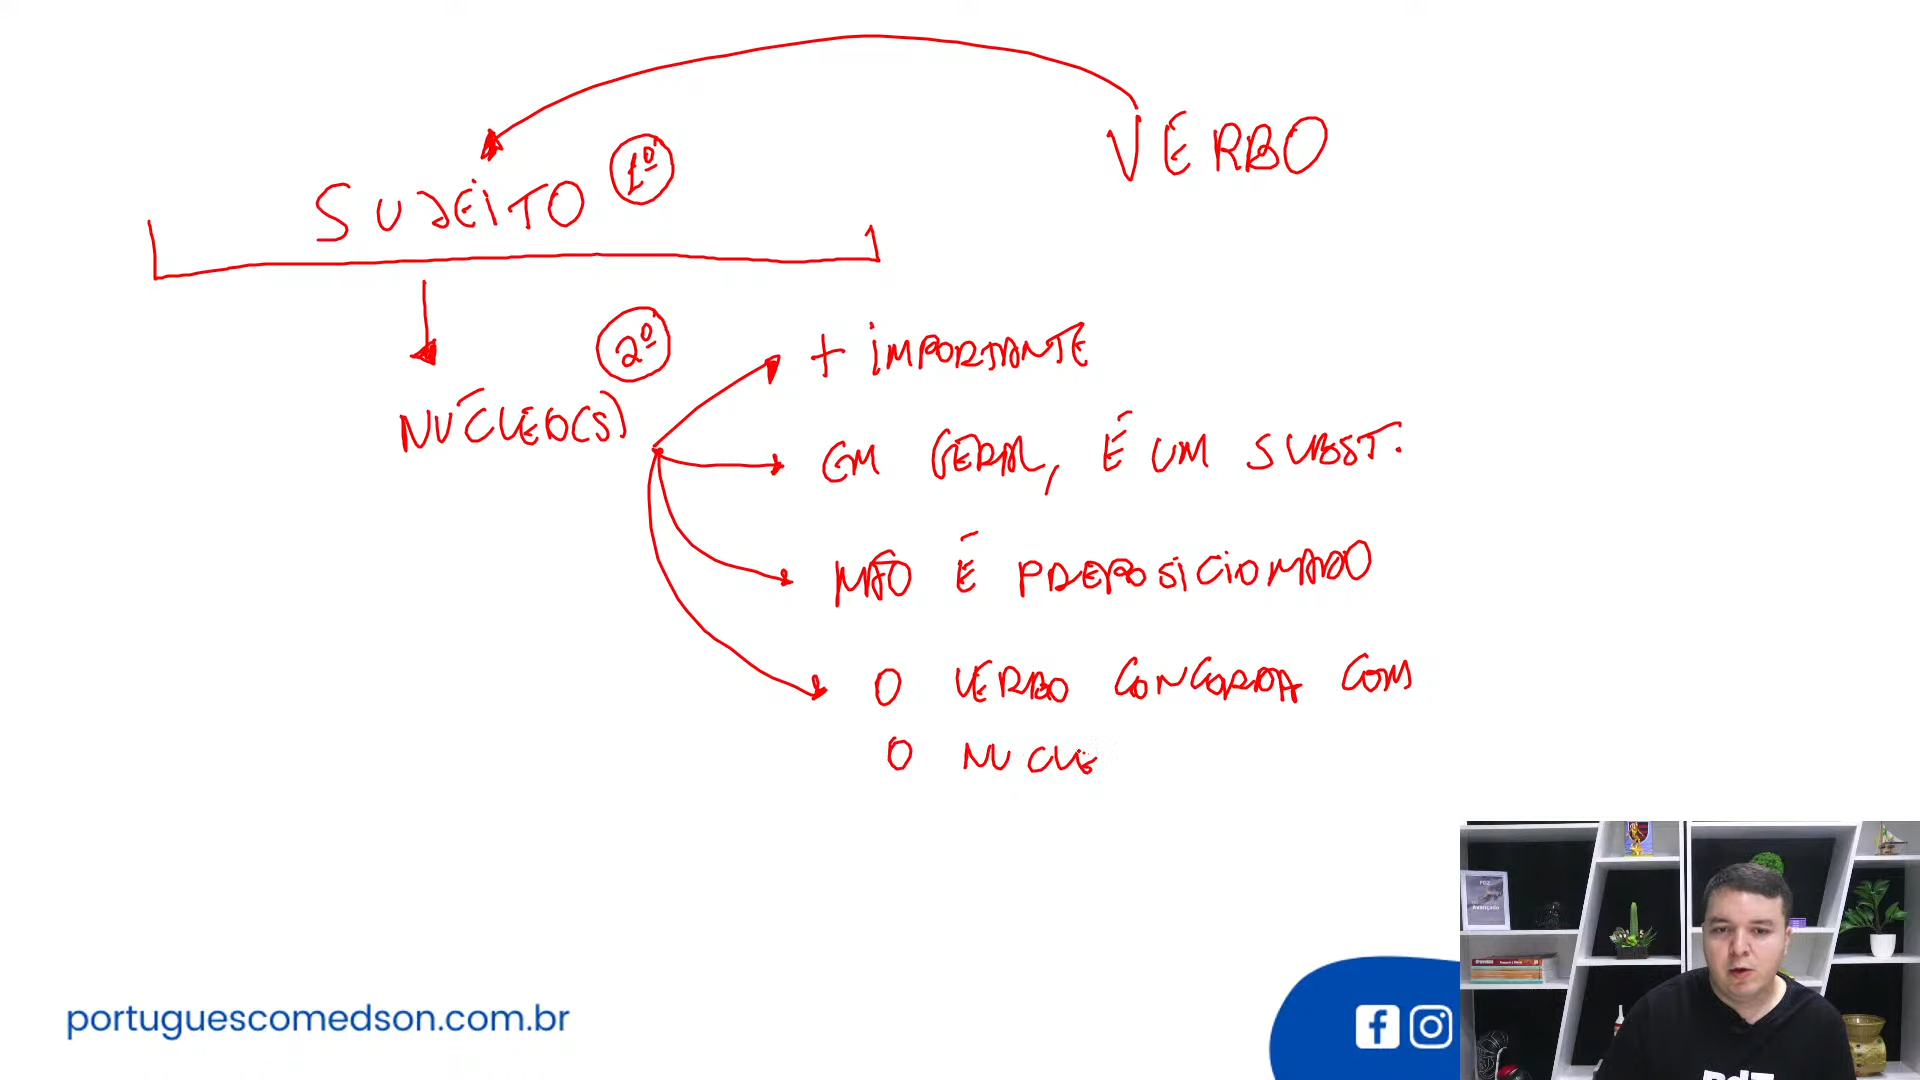 VERBO
SUJEITO 1º
2º
NÚCLEO(S)
+ IMPORTANTE
EM GERAL, É UM SUBST.
NÃO É PREPOSICIONADO
O VERBO CONCORDA COM
O NUCLE
portuguescomedson.com.br